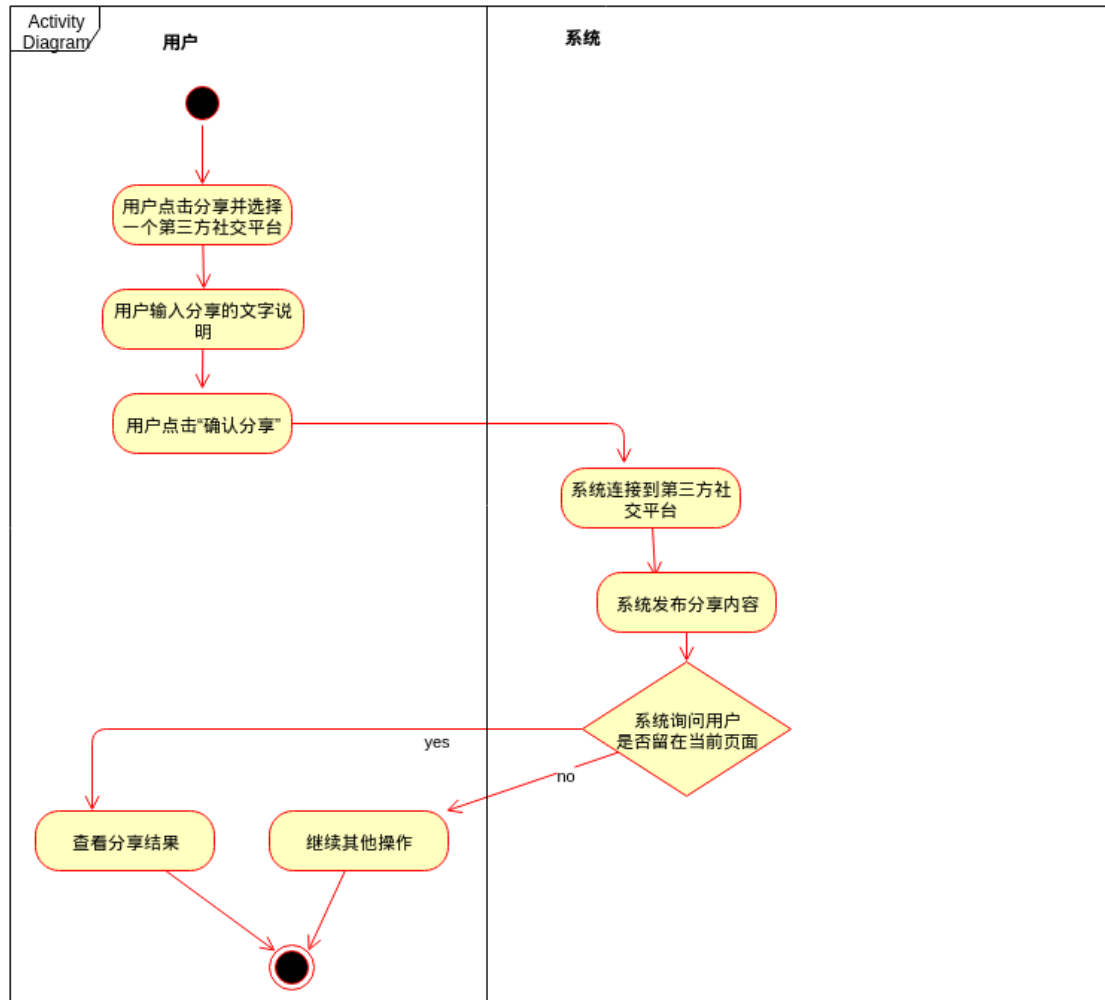 Activity
Diagram
用户
系统
用户点击分享并选择
一个第三方社交平台
用户输入分享的文字说
明
用户点击“确认分享”
系统连接到第三方社
交平台
系统发布分享内容
系统询问用户
是否留在当前页面
yes
no
查看分享结果
继续其他操作